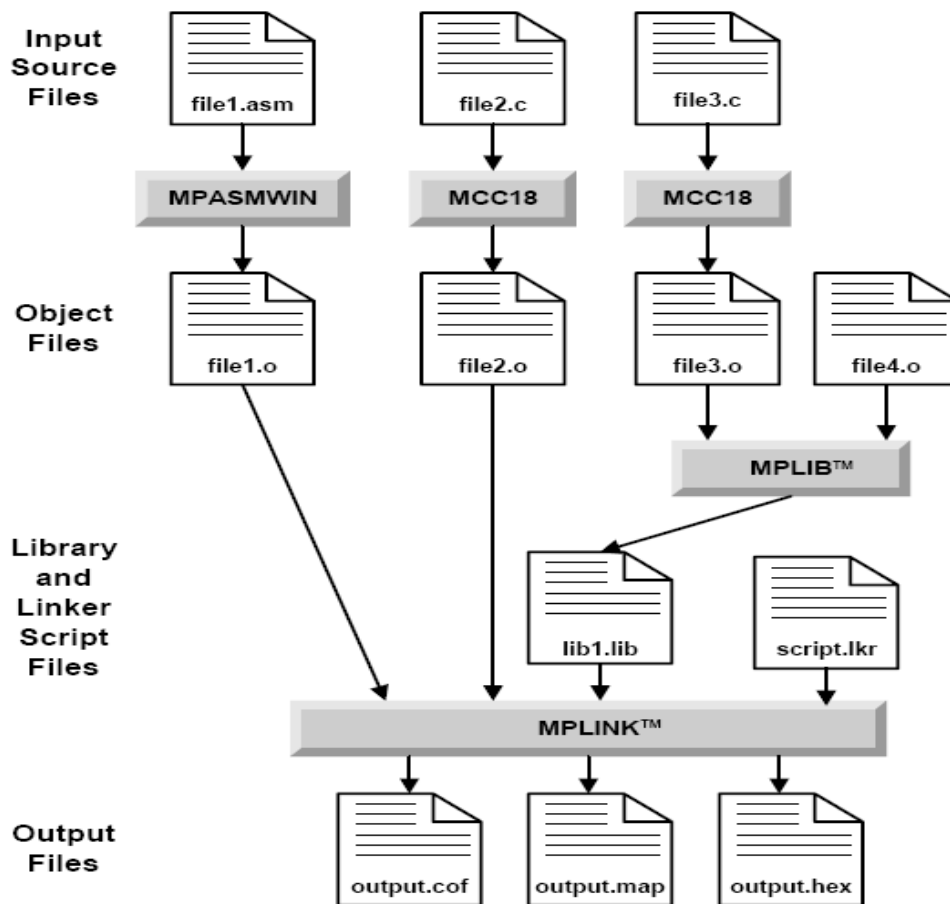 Input
Source
Files
file1.asm
file2.c
file3.c
MPASMWIN
MCC18
MCC18
Object
Files
file1.o
file2.o
file3.o
file4.o
MPLIB™
Library
and
Linker
Script
Files
lib1.lib
script.lkr
MPLINK™
Output
Files
output.cof
output.map
output.hex